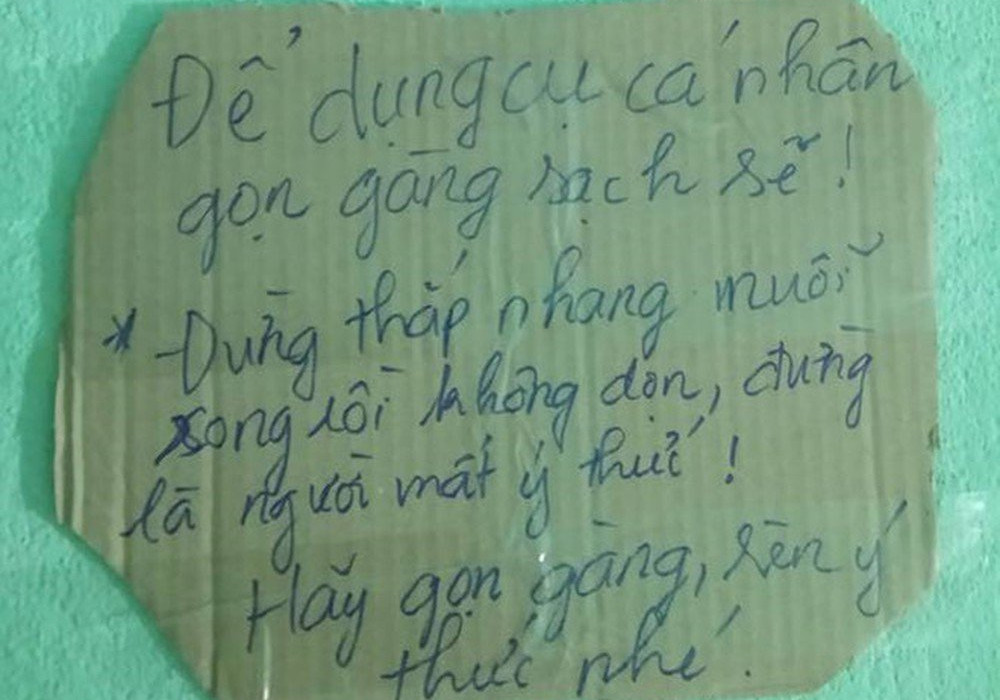 Để dụng cụ cá nhân
gọn gàng sạch sẽ!
* Đừng thắp nhang muỗi
xong rồi không dọn, đừng
là người mất ý thức!
Hãy gọn gàng, rèn ý
thức nhé.